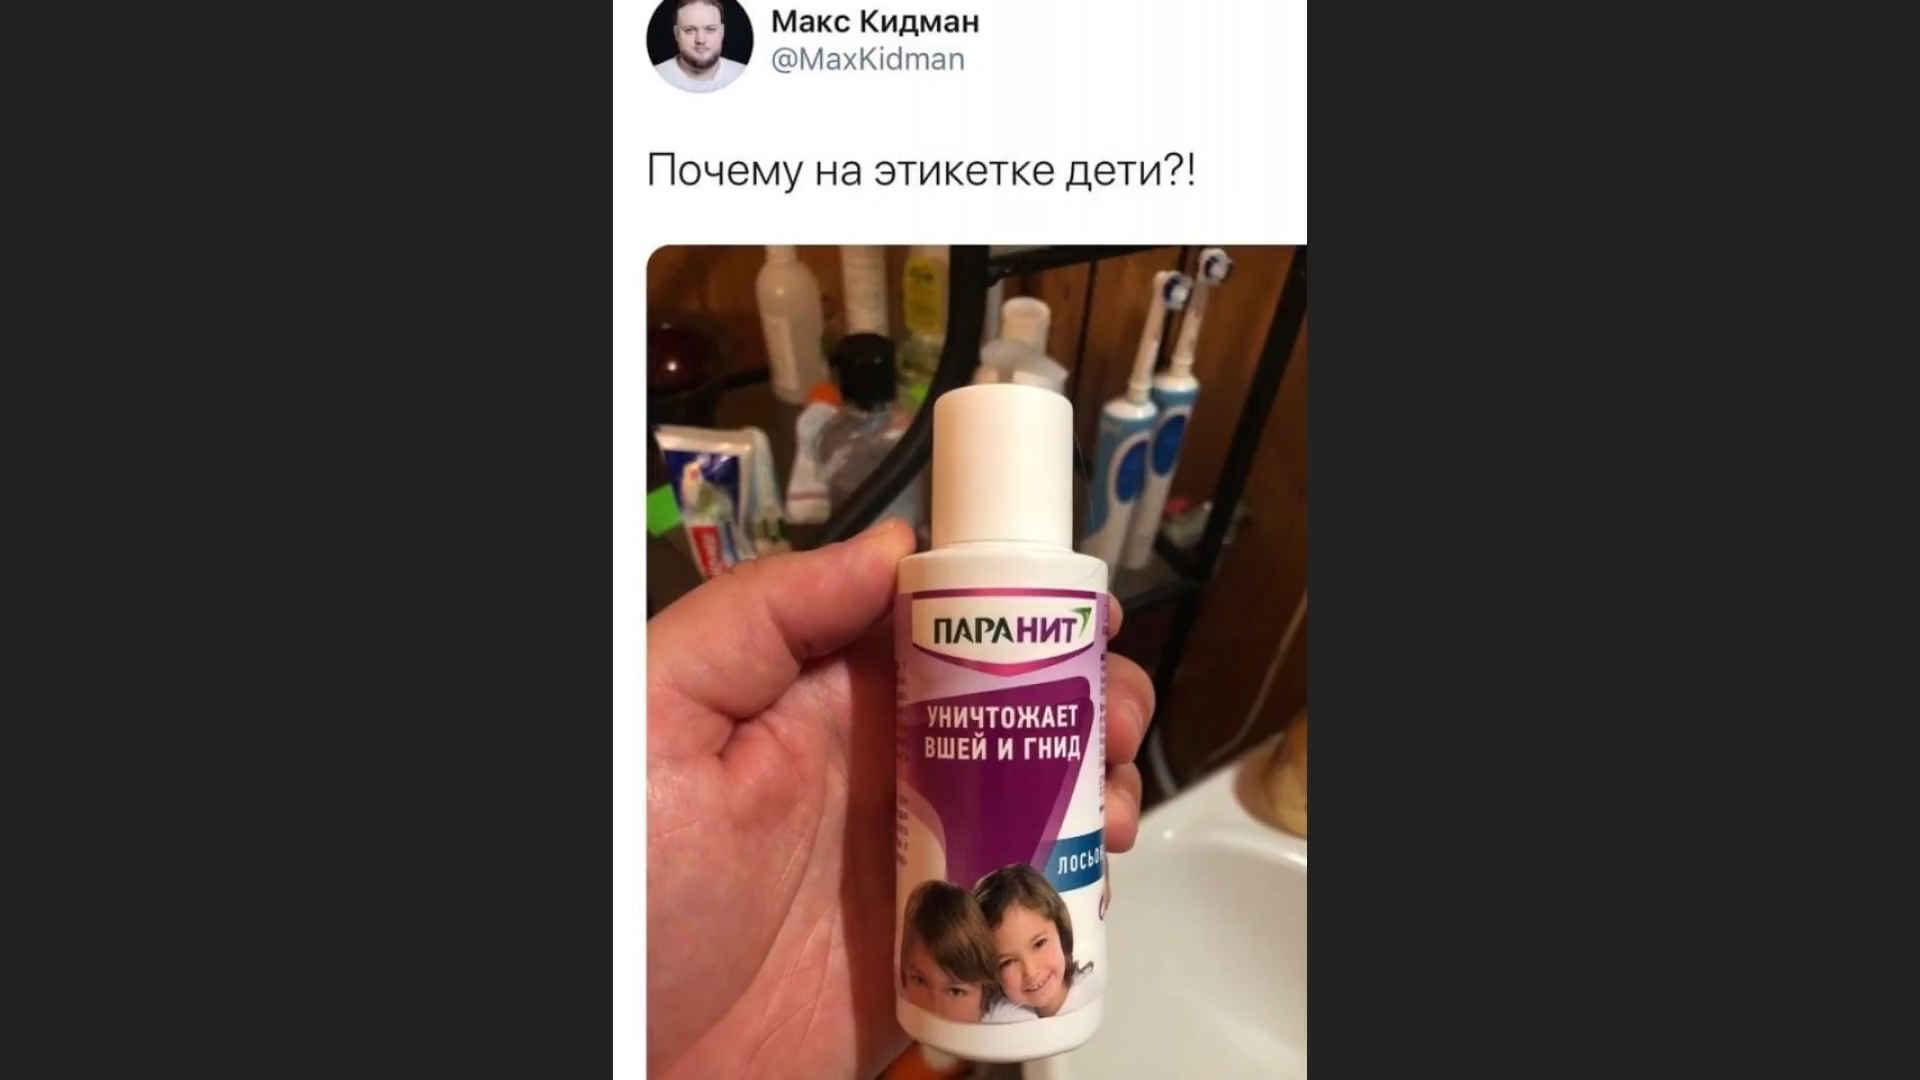 Макс Кидман
@MaxKidman
Почему на этикетке дети?!
ПАРАНИТ
УНИЧТОЖАЕТ
ВШЕЙ И ГНИД